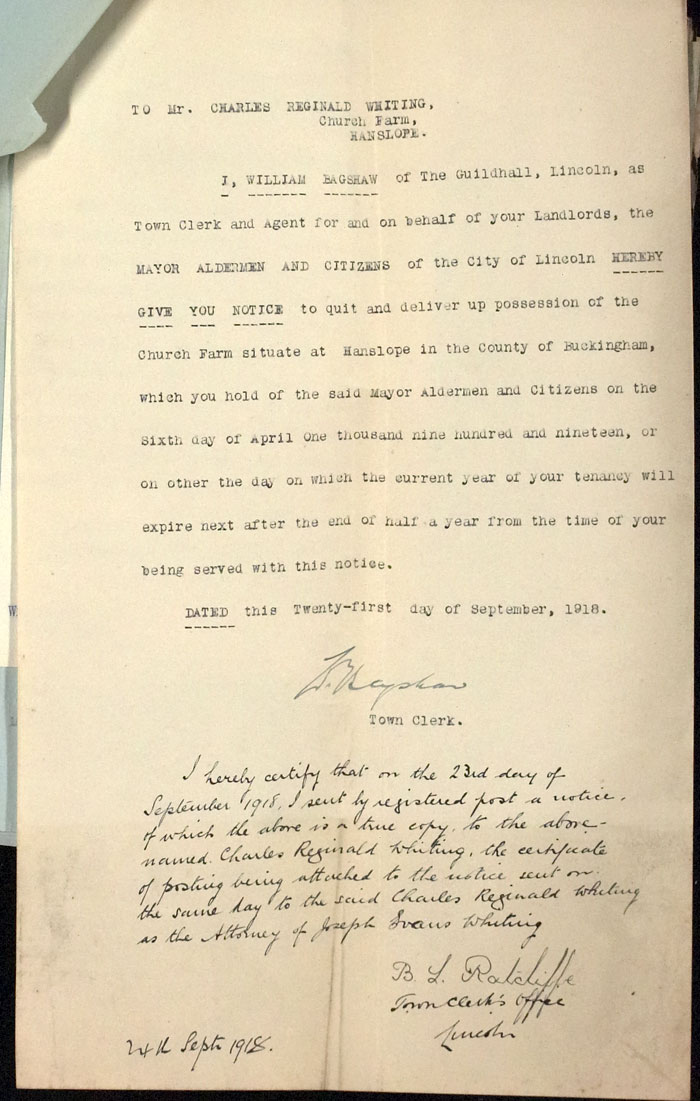 TO Mr. CHARLES REGINALD WHITING,
Church Farm,
HANSLOPE.
I, WILLIAM BAGSHAW of The Guildhall, Lincoln, as
Town Clerk and Agent for and on behalf of your Landlords, the
MAYOR ALDERMEN AND CITIZENS of the City of Lincoln HEREBY
GIVE YOU NOTICE to quit and deliver up possession of the
Church Farm situate at Hanslope in the County of Buckingham,
which you hold of the said Mayor Aldermen and Citizens on the
Sixth day of April One thousand nine hundred and nineteen, or
on other the day on which the current year of your tenancy will
expire next after the end of half a year from the time of your
being served with this notice.
DATED this Twenty-first day of September, 1918.
W. Bagshaw
Town Clerk.
I hereby certify that on the 23rd day of
September 1918, I sent by registered post a notice,
of which the above is a true copy, to the above-
named Charles Reginald Whiting, the certificate
of posting being attached to the notice sent on
the same day to the said Charles Reginald Whiting
as the Attorney of Joseph Evans Whiting
B. L. Ratcliffe
Town Clerk's Office
Lincoln
24th Sept 1918.
W